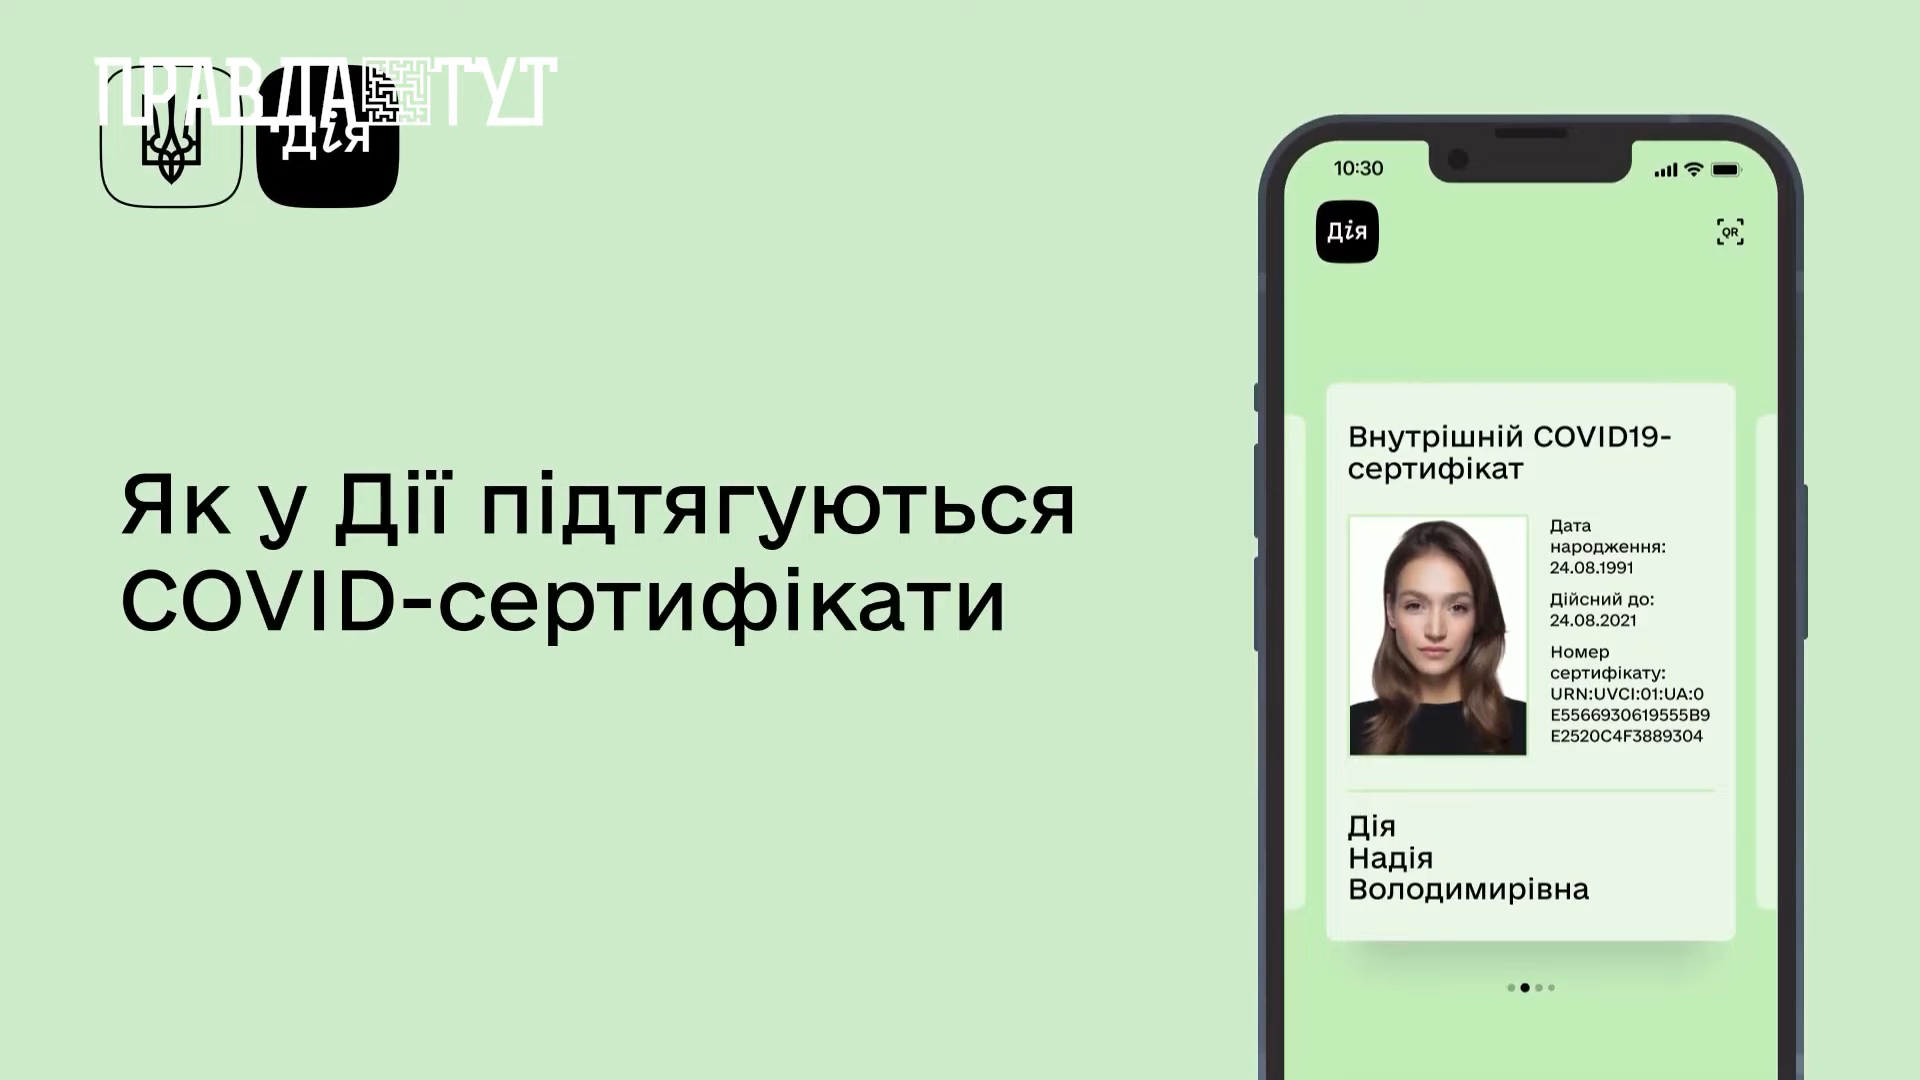 ПРАВДА ТУТ
Дія
Як у Дії підтягуються
COVID-сертифікати
10:30
Дія
QR
Внутрішній COVID19-
сертифікат
Дата
народження:
24.08.1991
Дійсний до:
24.08.2021
Номер
сертифікату:
URN:UVCI:01:UA:0
E5566930619555B9
E2520C4F3889304
Дія
Надія
Володимирівна